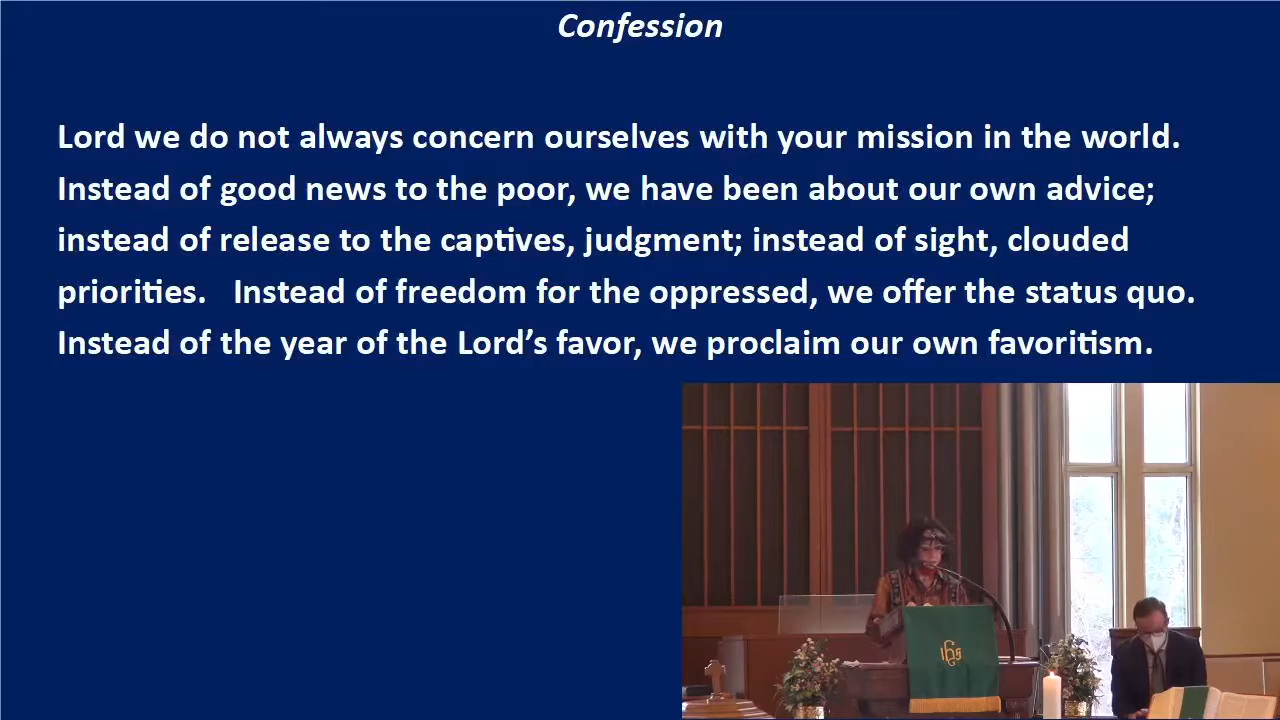 Confession
Lord we do not always concern ourselves with your mission in the world.
Instead of good news to the poor, we have been about our own advice;
instead of release to the captives, judgment; instead of sight, clouded
priorities.   Instead of freedom for the oppressed, we offer the status quo.
Instead of the year of the Lord’s favor, we proclaim our own favoritism.
IHS